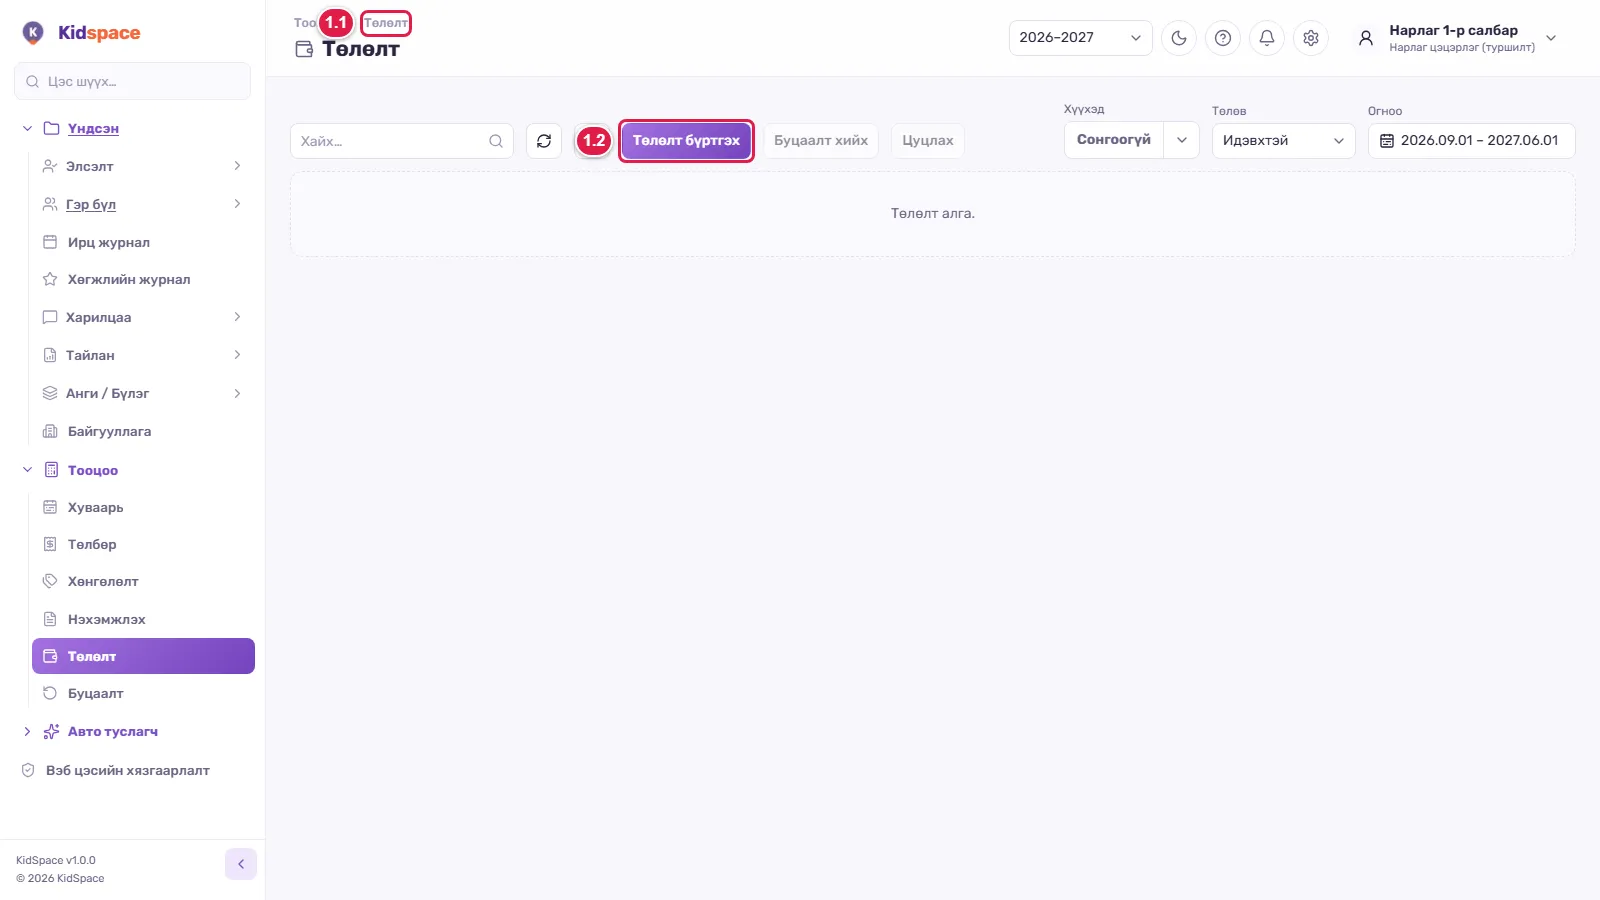 Kidspace
Цэс шүүх...
Үндсэн
Элсэлт
Гэр бүл
Ирц журнал
Хөгжлийн журнал
Харилцаа
Тайлан
Анги / Бүлэг
Байгууллага
Тооцоо
Хуваарь
Төлбөр
Хөнгөлөлт
Нэхэмжлэх
Төлөлт
Буцаалт
Авто туслагч
Вэб цэсийн хязгаарлалт
KidSpace v1.0.0
© 2026 KidSpace
Тоо 1.1 Төлөлт
Төлөлт
2026–2027
Нарлаг 1-р салбар
Нарлаг цэцэрлэг (туршилт)
Хайх...
1.2
Төлөлт бүртгэх
Буцаалт хийх
Цуцлах
Хүүхэд
Сонгоогүй
Төлөв
Идэвхтэй
Огноо
2026.09.01 – 2027.06.01
Төлөлт алга.